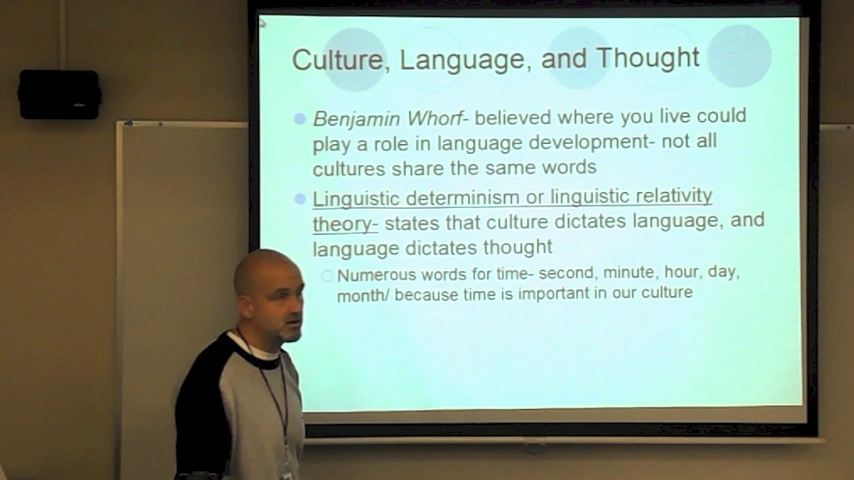 Culture, Language, and Thought
Benjamin Whorf- believed where you live could
play a role in language development- not all
cultures share the same words
Linguistic determinism or linguistic relativity
theory- states that culture dictates language, and
language dictates thought
Numerous words for time- second, minute, hour, day,
month/ because time is important in our culture